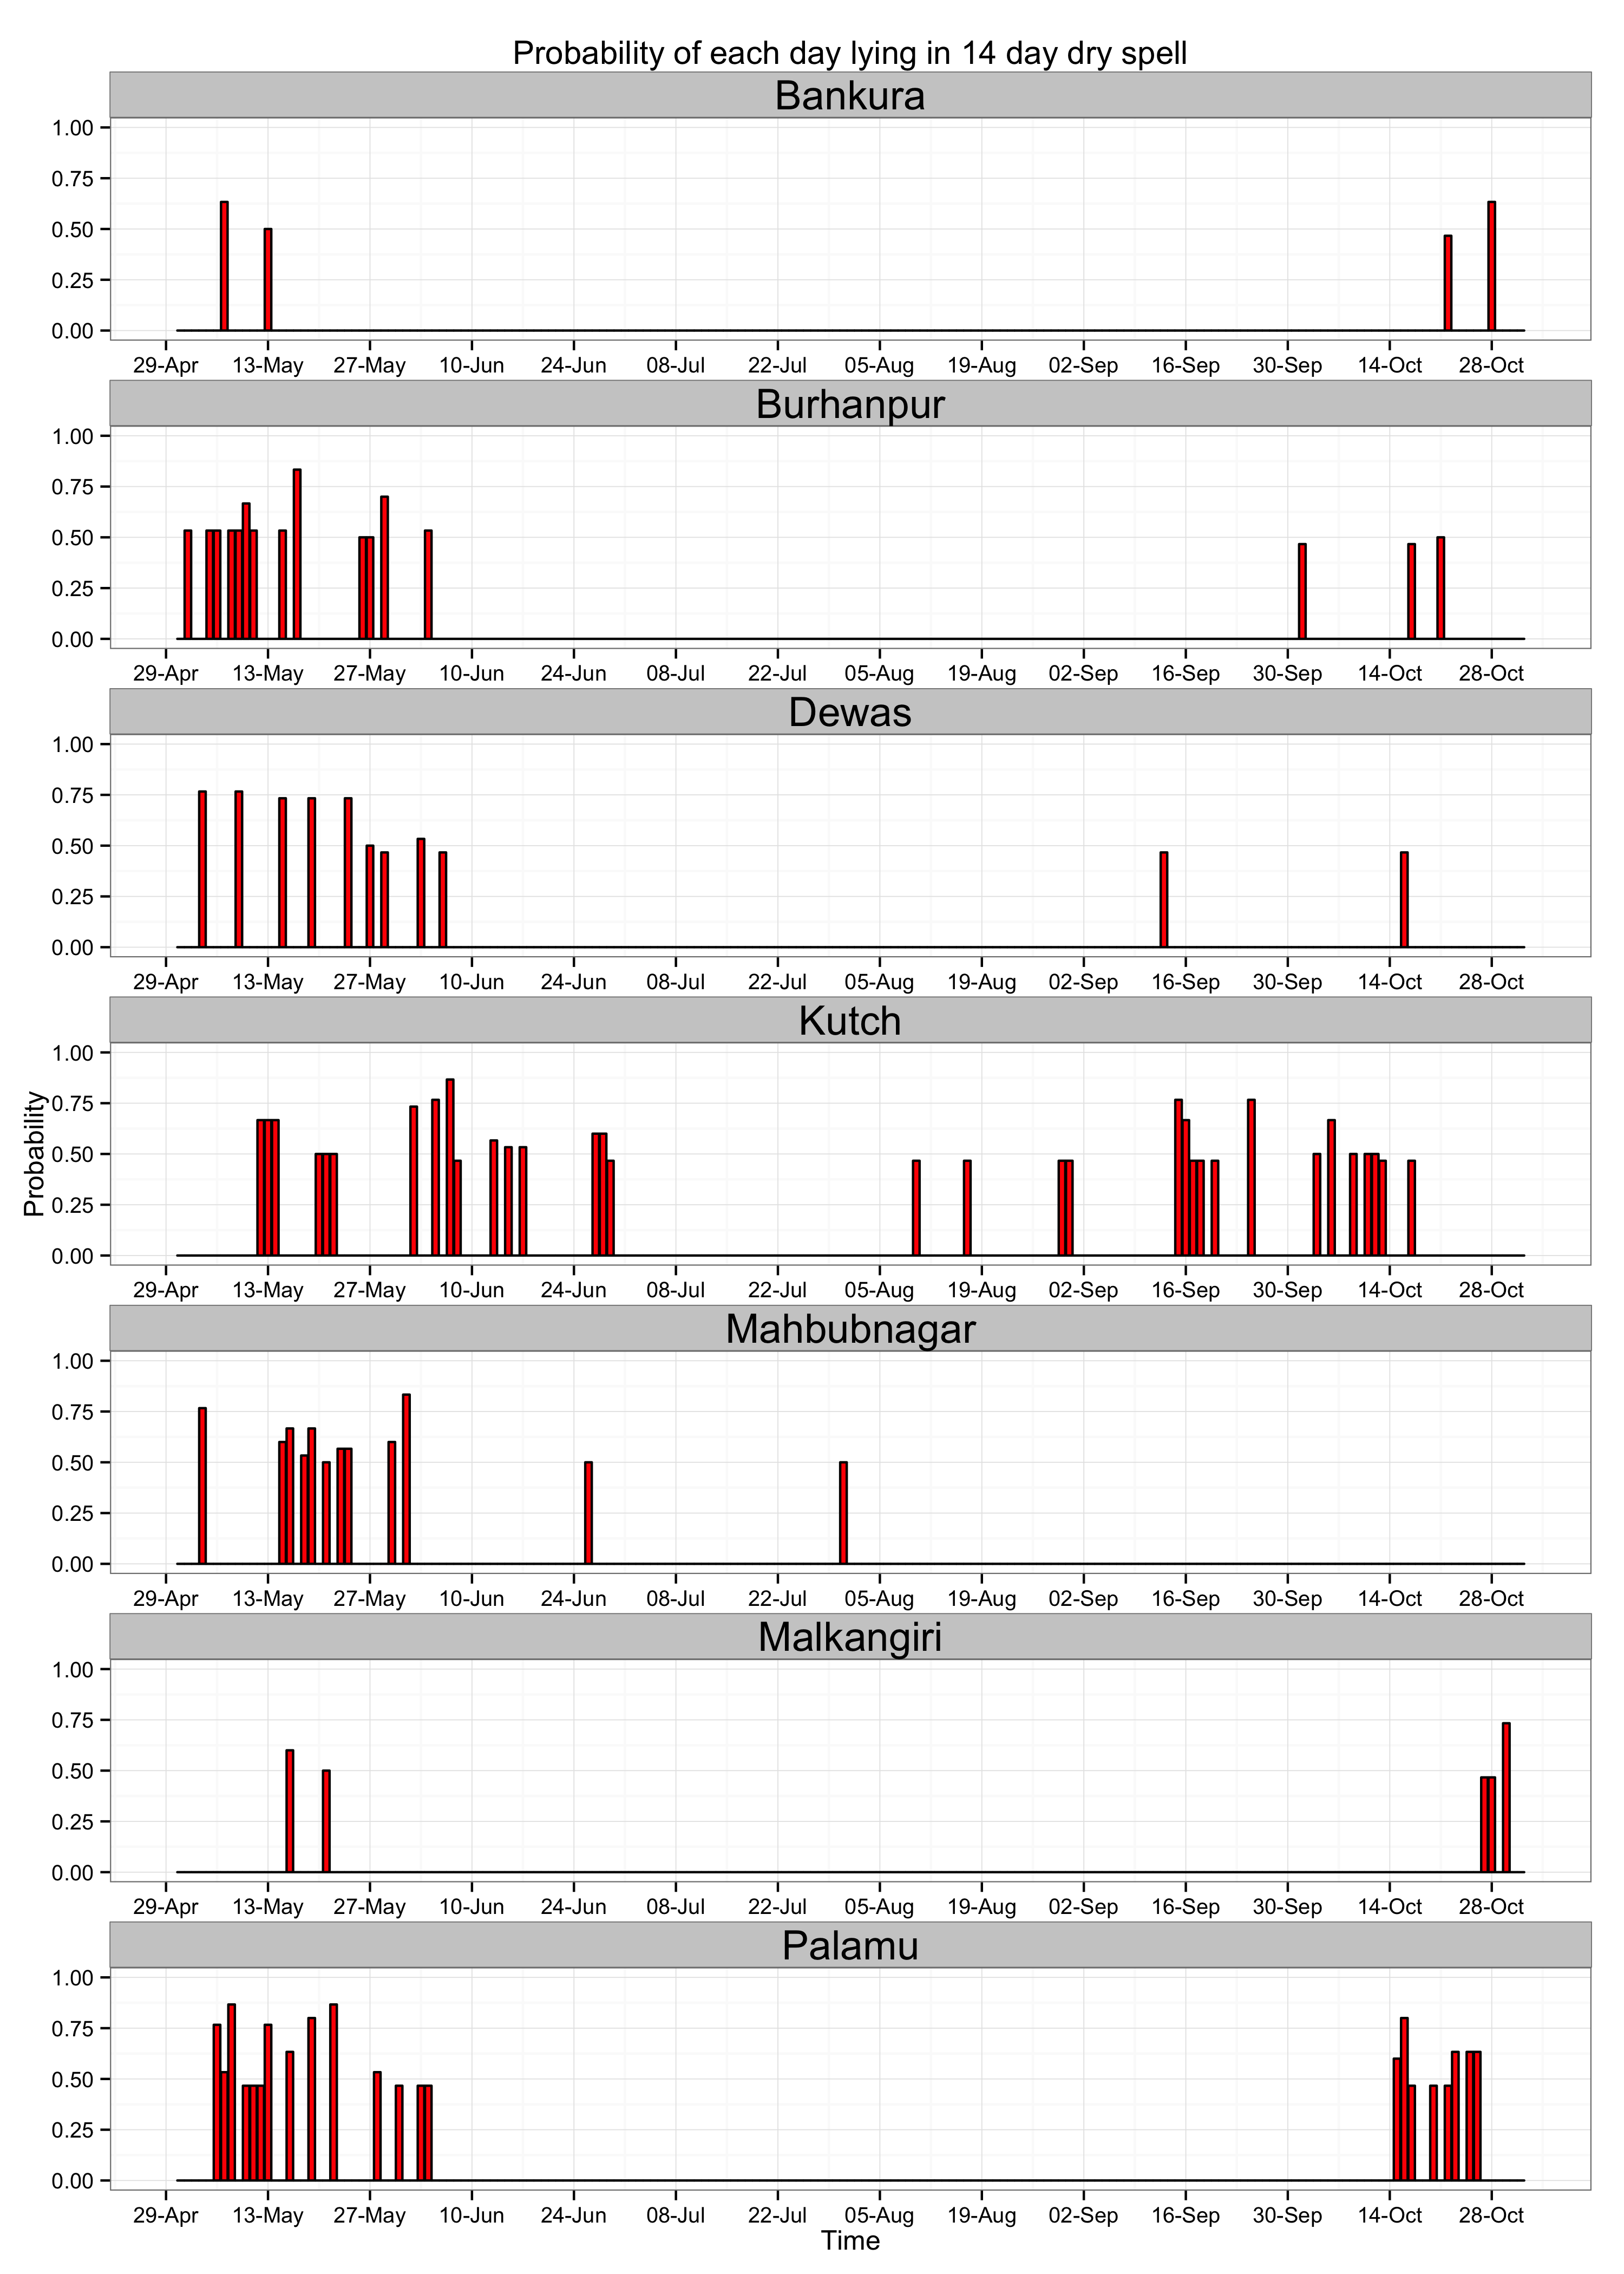 Probability of each day lying in 14 day dry spell
Bankura
1.00
0.75
0.50
0.25
0.00
29-Apr 13-May 27-May 10-Jun 24-Jun 08-Jul 22-Jul 05-Aug 19-Aug 02-Sep 16-Sep 30-Sep 14-Oct 28-Oct
Burhanpur
1.00
0.75
0.50
0.25
0.00
29-Apr 13-May 27-May 10-Jun 24-Jun 08-Jul 22-Jul 05-Aug 19-Aug 02-Sep 16-Sep 30-Sep 14-Oct 28-Oct
Dewas
1.00
0.75
0.50
0.25
0.00
29-Apr 13-May 27-May 10-Jun 24-Jun 08-Jul 22-Jul 05-Aug 19-Aug 02-Sep 16-Sep 30-Sep 14-Oct 28-Oct
Kutch
Probability
1.00
0.75
0.50
0.25
0.00
29-Apr 13-May 27-May 10-Jun 24-Jun 08-Jul 22-Jul 05-Aug 19-Aug 02-Sep 16-Sep 30-Sep 14-Oct 28-Oct
Mahbubnagar
1.00
0.75
0.50
0.25
0.00
29-Apr 13-May 27-May 10-Jun 24-Jun 08-Jul 22-Jul 05-Aug 19-Aug 02-Sep 16-Sep 30-Sep 14-Oct 28-Oct
Malkangiri
1.00
0.75
0.50
0.25
0.00
29-Apr 13-May 27-May 10-Jun 24-Jun 08-Jul 22-Jul 05-Aug 19-Aug 02-Sep 16-Sep 30-Sep 14-Oct 28-Oct
Palamu
1.00
0.75
0.50
0.25
0.00
29-Apr 13-May 27-May 10-Jun 24-Jun 08-Jul 22-Jul 05-Aug 19-Aug 02-Sep 16-Sep 30-Sep 14-Oct 28-Oct
Time